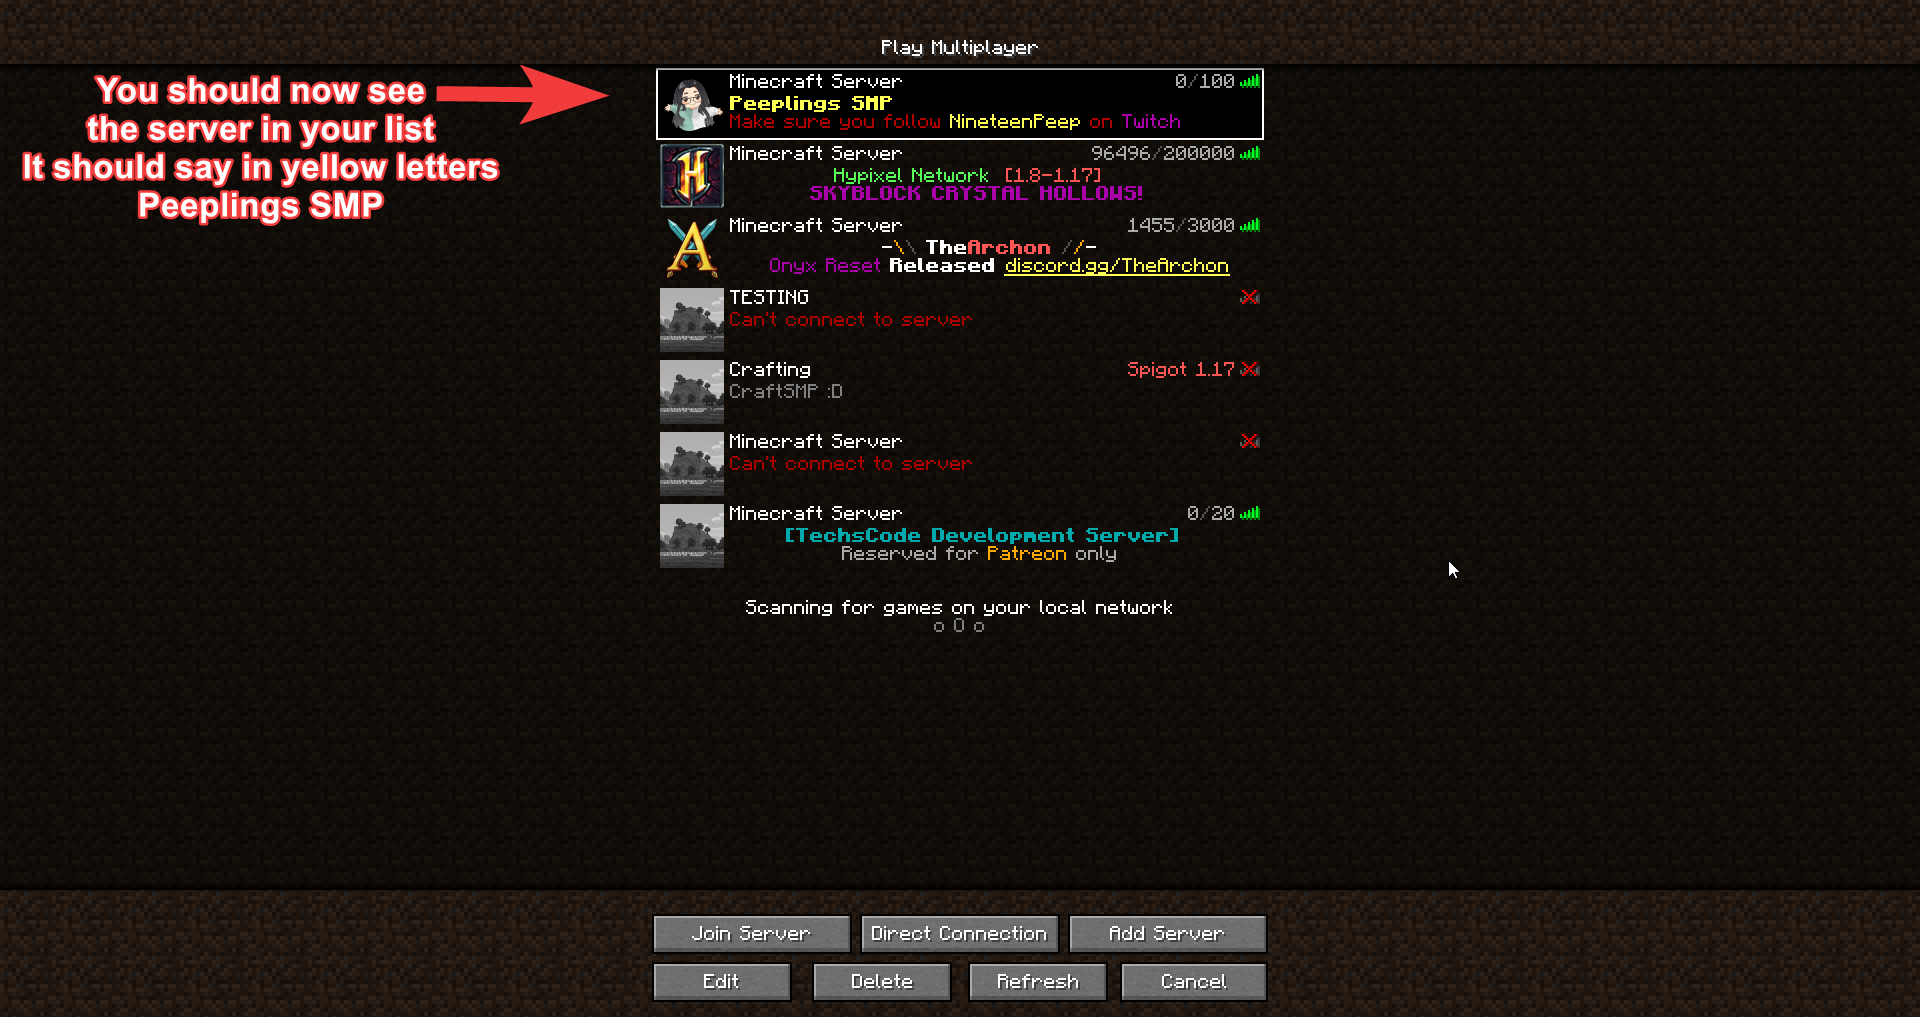 Play Multiplayer
You should now see
the server in your list
It should say in yellow letters
Peeplings SMP
Minecraft Server 0/100
Peeplings SMP
Make sure you follow NineteenPeep on Twitch
Minecraft Server 96496/200000
Hypixel Network [1.8-1.17]
SKYBLOCK CRYSTAL HOLLOWS!
Minecraft Server 1455/3000
-\\ TheArchon //-
Onyx Reset Released discord.gg/TheArchon
TESTING
Can't connect to server
Crafting Spigot 1.17
CraftSMP :D
Minecraft Server
Can't connect to server
Minecraft Server 0/20
[TechsCode Development Server]
Reserved for Patreon only
Scanning for games on your local network
o O o
Join Server Direct Connection Add Server
Edit Delete Refresh Cancel